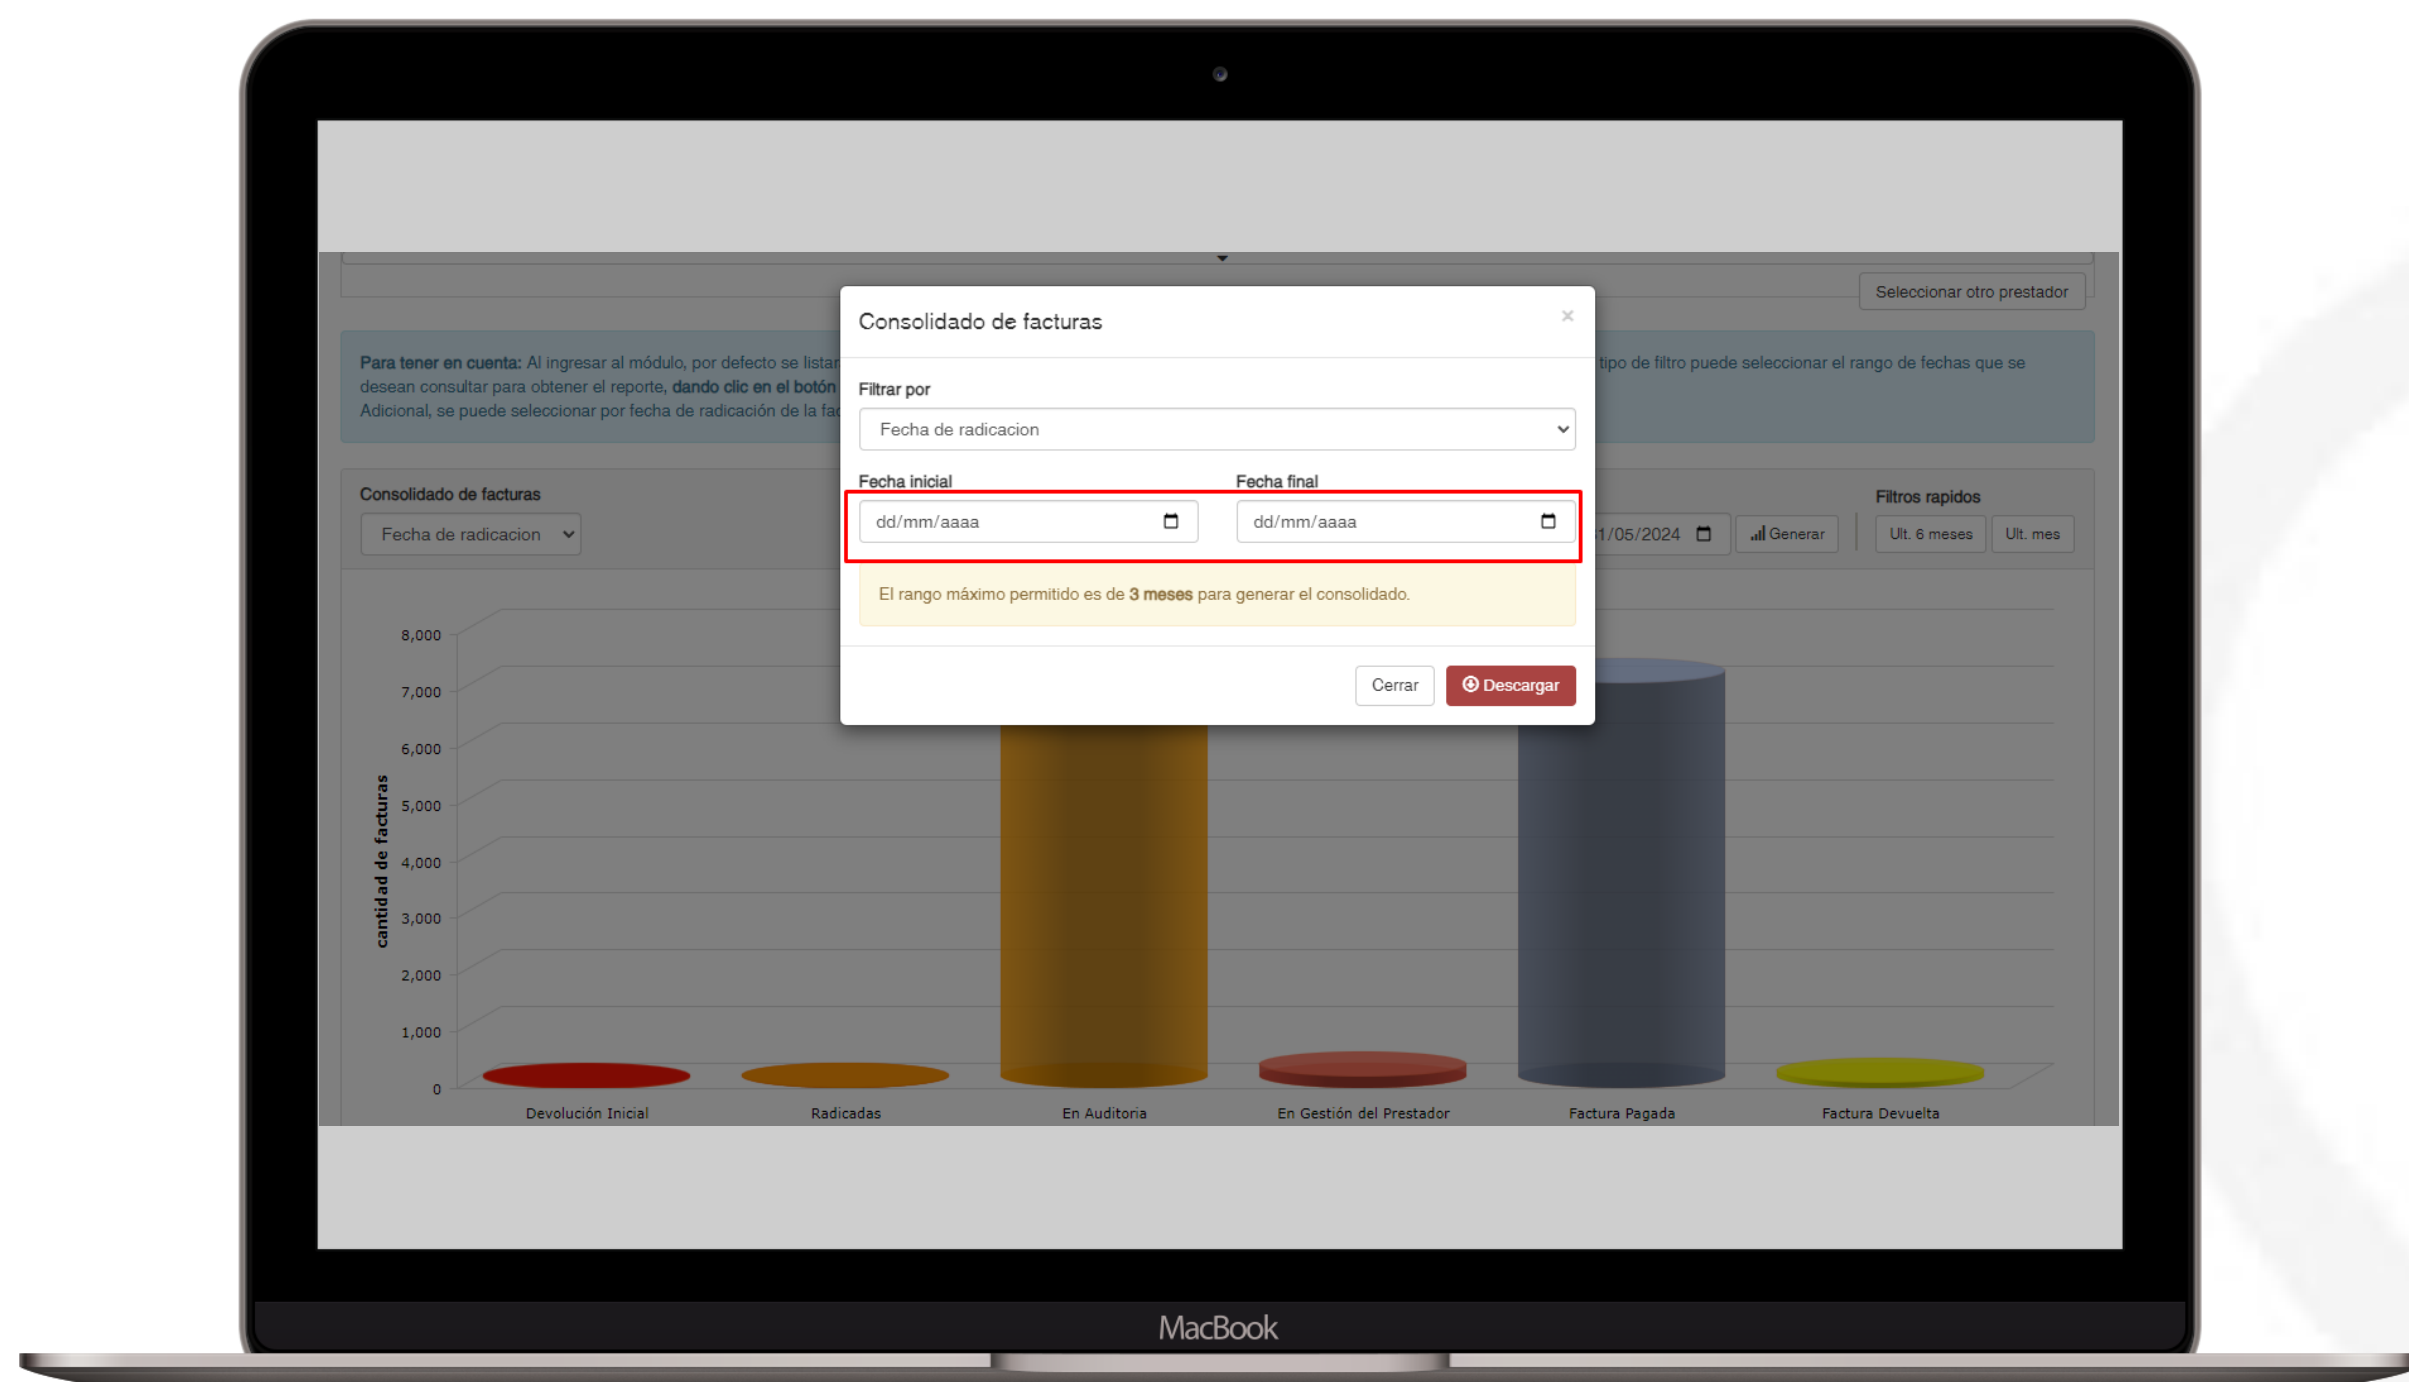 Seleccionar otro prestador
Consolidado de facturas
×
Para tener en cuenta: Al ingresar al módulo, por defecto se listar
tipo de filtro puede seleccionar el rango de fechas que se
desean consultar para obtener el reporte, dando clic en el botón
Adicional, se puede seleccionar por fecha de radicación de la
Filtrar por
Fecha de radicacion
Fecha inicial
Fecha final
dd/mm/aaaa
dd/mm/aaaa
El rango máximo permitido es de 3 meses para generar el consolidado.
Cerrar
Descargar
Consolidado de facturas
Fecha de radicacion
1/05/2024
Generar
Filtros rapidos
Ult. 6 meses
Ult. mes
cantidad de facturas
8,000
7,000
6,000
5,000
4,000
3,000
2,000
1,000
0
Devolución Inicial
Radicadas
En Auditoria
En Gestión del Prestador
Factura Pagada
Factura Devuelta
MacBook